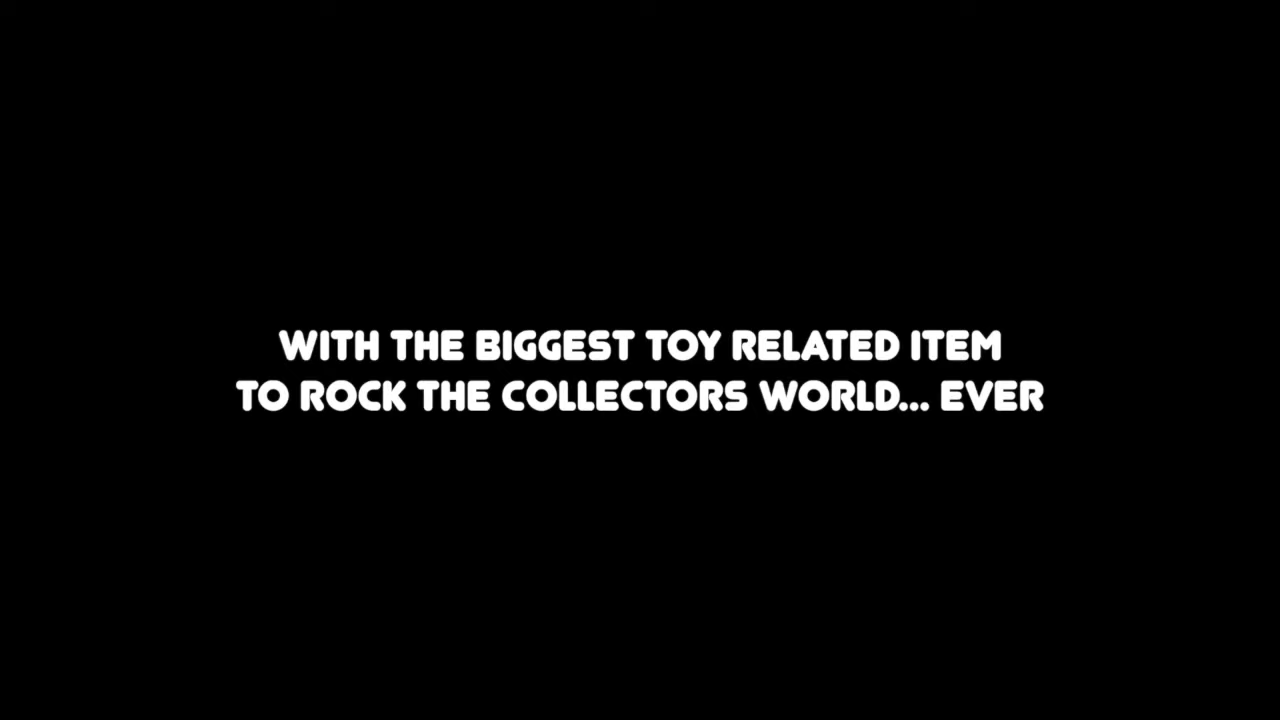 WITH THE BIGGEST TOY RELATED ITEM
TO ROCK THE COLLECTORS WORLD... EVER